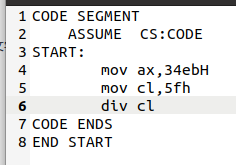 1 CODE SEGMENT
2 ASSUME CS:CODE
3 START:
4 mov ax,34ebH
5 mov cl,5fh
6 div cl
7 CODE ENDS
8 END START